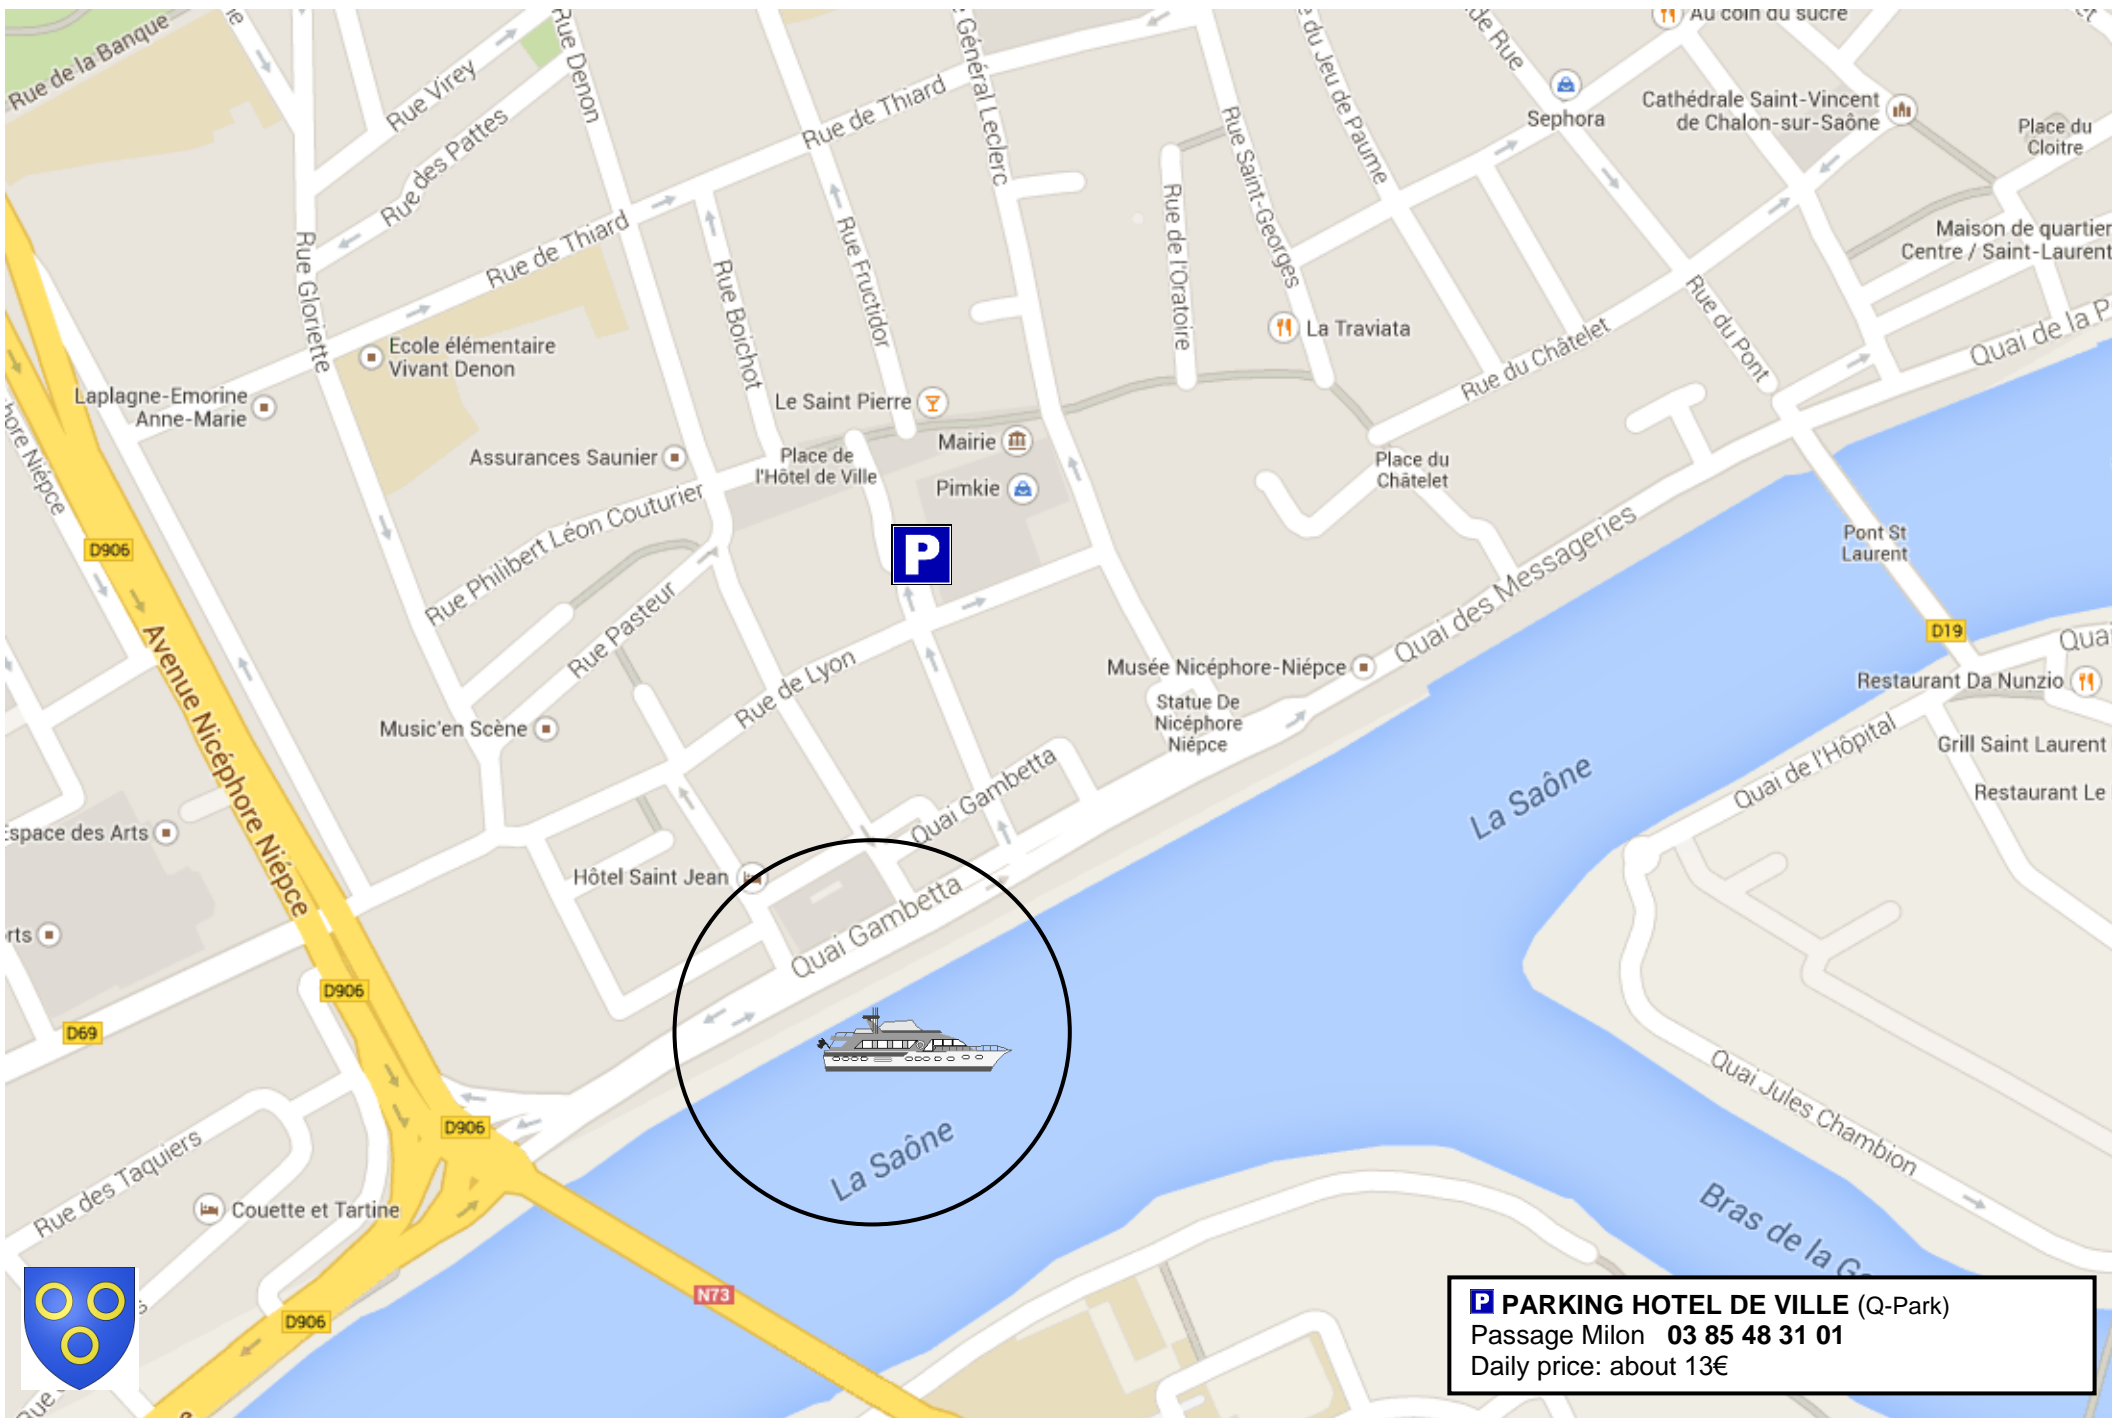 Au coin du sucre
Rue de la Banque
Rue Virey
Rue Denon
Général Leclerc
Rue de Thiard
Rue des Pattes
Rue Saint-Georges
du Jeu de Paume
de Rue
Sephora
Cathédrale Saint-Vincent
de Chalon-sur-Saône
Place du
Cloitre
Rue Gloriette
Rue de Thiard
Rue Boichot
Rue Fructidor
Rue de l'Oratoire
Maison de quartier
Centre / Saint-Laurent
Rue du Pont
Quai de la P
La Traviata
Rue du Châtelet
Ecole élémentaire
Vivant Denon
Laplagne-Emorine
Anne-Marie
Le Saint Pierre
Mairie
Assurances Saunier
Place de
l'Hôtel de Ville
Pimkie
Place du
Châtelet
hore Niépce
Rue Philibert Léon Couturier
P
D906
Pont St
Laurent
Quai des Messageries
Rue Pasteur
D19
Quai
Avenue Nicéphore Niépce
Rue de Lyon
Musée Nicéphore-Niépce
Statue De
Nicéphore
Niépce
Restaurant Da Nunzio
Music'en Scène
Grill Saint Laurent
Quai de l'Hôpital
Quai Gambetta
La Saône
Restaurant Le
Espace des Arts
Hôtel Saint Jean
Quai Gambetta
rts
D906
D69
Quai Jules Chambion
D906
La Saône
Rue des Taquiers
Couette et Tartine
Bras de la Ge
N73
D906
Rue
P PARKING HOTEL DE VILLE (Q-Park)
Passage Milon 03 85 48 31 01
Daily price: about 13€